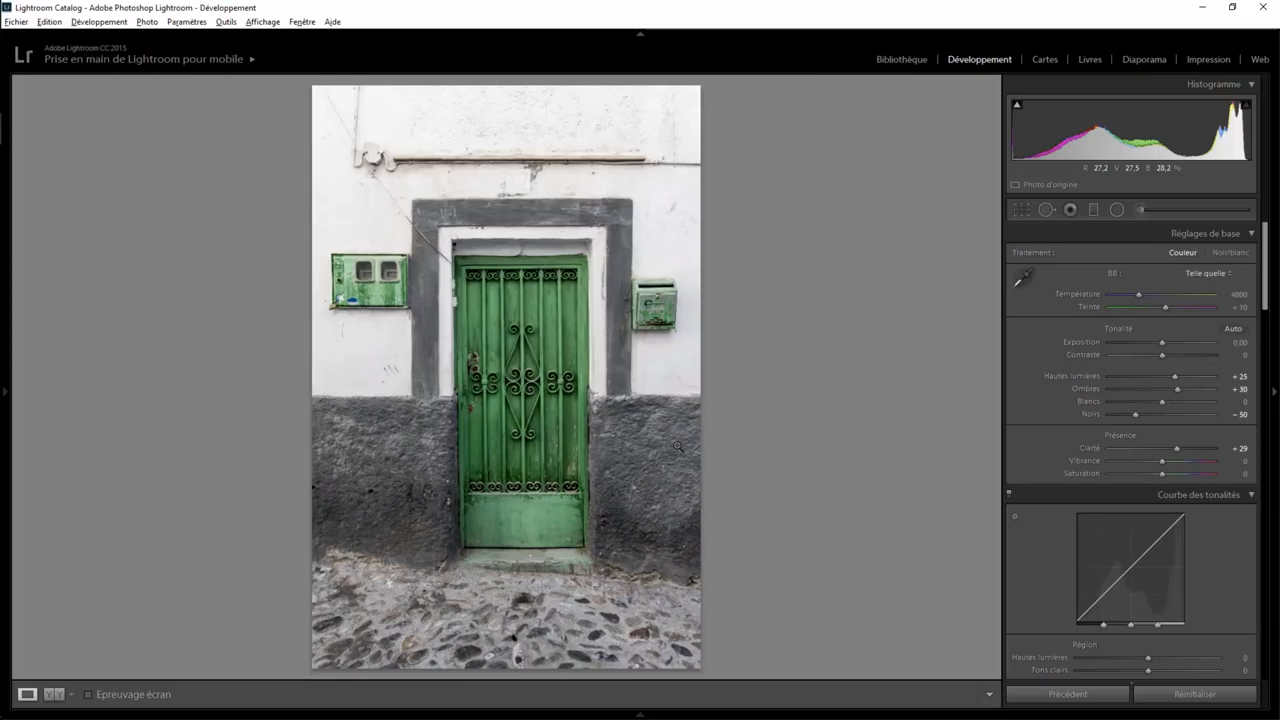 Lightroom Catalog - Adobe Photoshop Lightroom - Développement
Fichier Edition Développement Photo Paramètres Outils Affichage Fenêtre Aide
Lr
Adobe Lightroom CC 2015
Prise en main de Lightroom pour mobile
Bibliothèque Développement Cartes Livres Diaporama Impression Web
Histogramme
R 27,2 V 27,5 B 28,2 %
Photo d'origine
Réglages de base
Traitement : Couleur Noir/blanc
BB : Telle quelle
Température 4800
Teinte + 10
Tonalité Auto
Exposition 0,00
Contraste 0
Hautes lumières + 25
Ombres + 30
Blancs 0
Noirs − 50
Présence
Clarté + 29
Vibrance 0
Saturation 0
Courbe des tonalités
Région
Hautes lumières 0
Tons clairs 0
Y Y Epreuvage écran
Précédent Réinitialiser